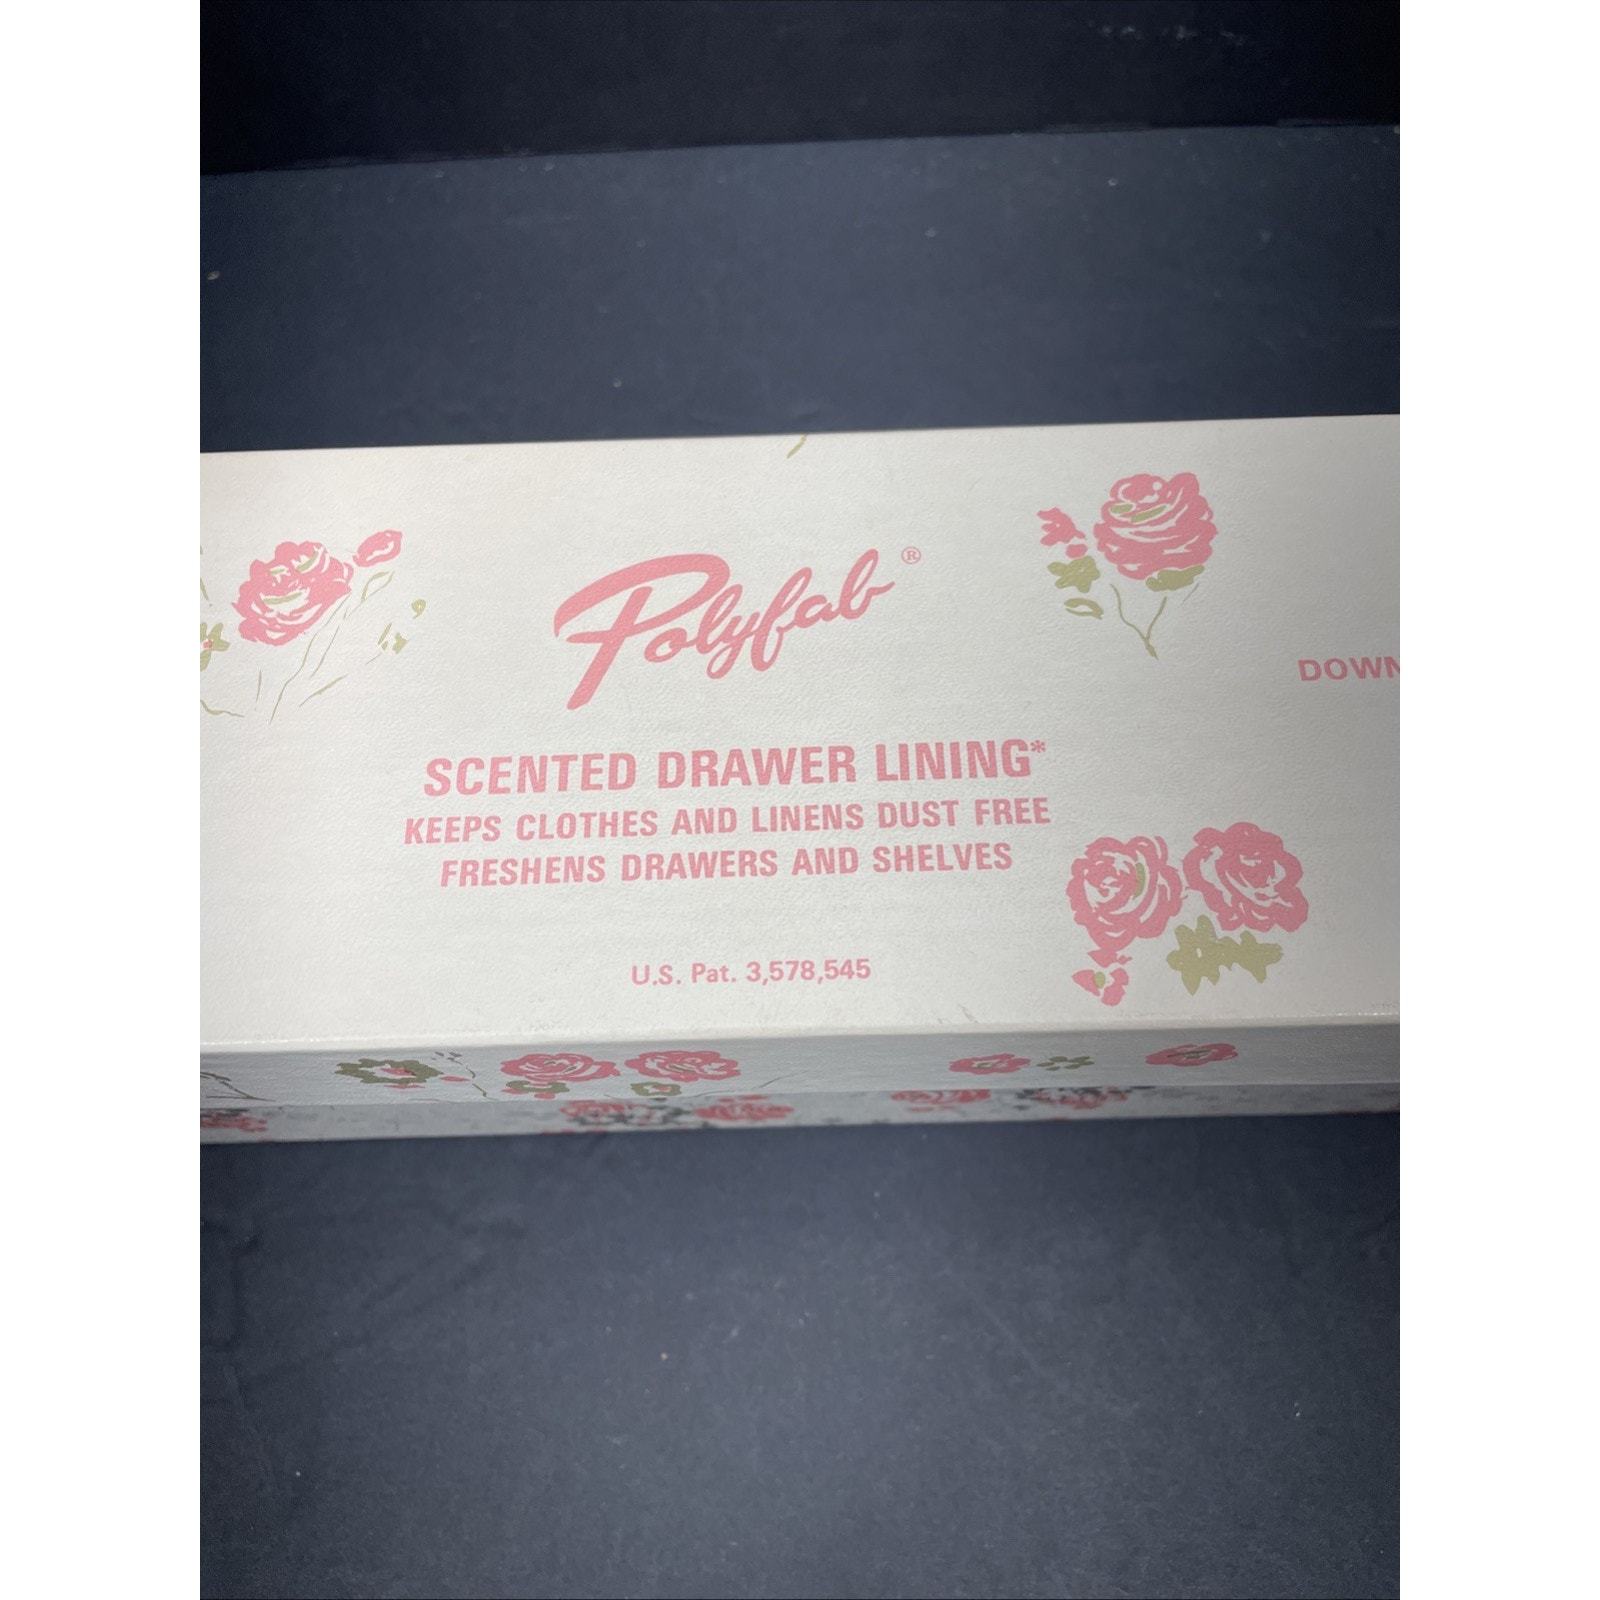 Polyfab®
SCENTED DRAWER LINING*
KEEPS CLOTHES AND LINENS DUST FREE
FRESHENS DRAWERS AND SHELVES
U.S. Pat. 3,578,545
DOWN